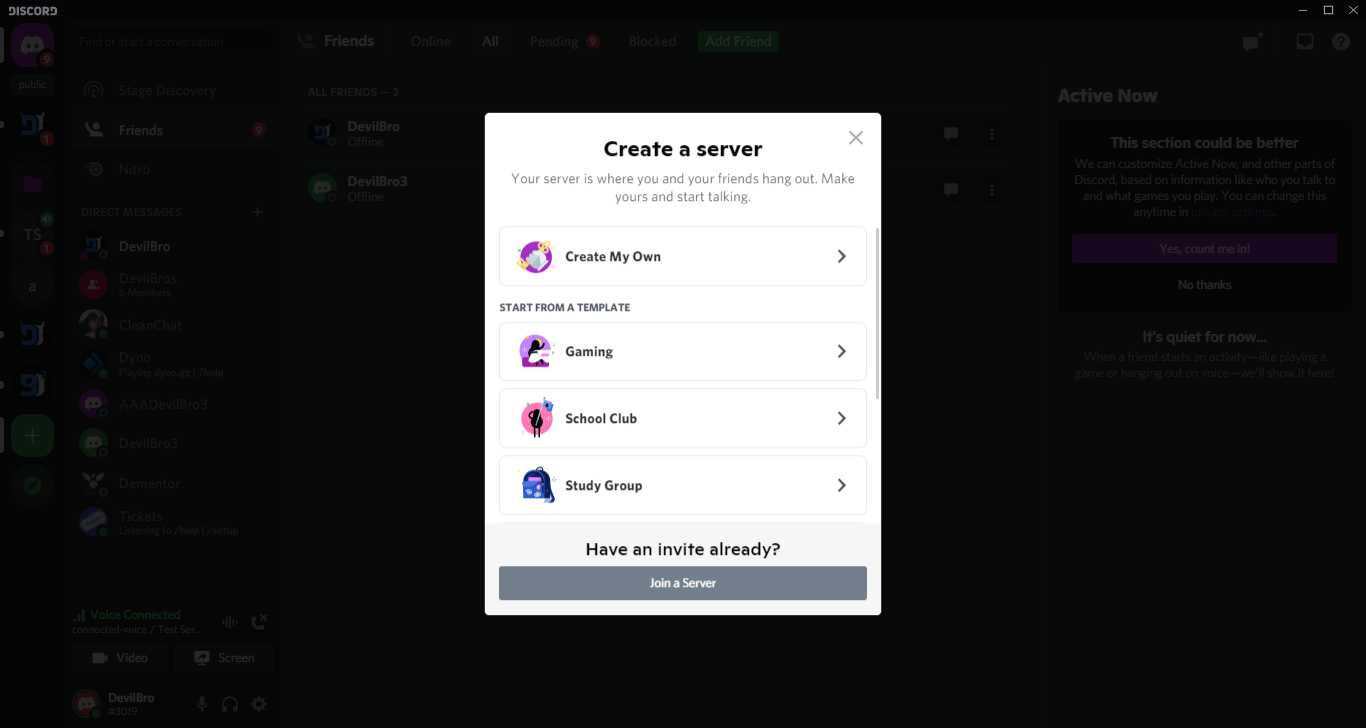 DISCORD
9
public
1
TS
1
a
Find or start a conversation
Stage Discovery
Friends
9
Nitro
DIRECT MESSAGES
DevilBro
DevilBros
6 Members
CleanChat
Dyno
Playing dyno.gg | ?help
AAADevilBro3
DevilBro3
Dementor
Tickets
Listening to /help | /setup
Voice Connected
connected-voice / Test Ser...
Video
Screen
DevilBro
#3019
Friends
Online
All
Pending
9
Blocked
Add Friend
ALL FRIENDS — 2
DevilBro
Offline
DevilBro3
Offline
Create a server
Your server is where you and your friends hang out. Make
yours and start talking.
Create My Own
START FROM A TEMPLATE
Gaming
School Club
Study Group
Have an invite already?
Join a Server
Active Now
This section could be better
We can customize Active Now, and other parts of
Discord, based on information like who you talk to
and what games you play. You can change this
anytime in privacy settings.
Yes, count me in!
No thanks
It's quiet for now...
When a friend starts an activity—like playing a
game or hanging out on voice—we'll show it here!